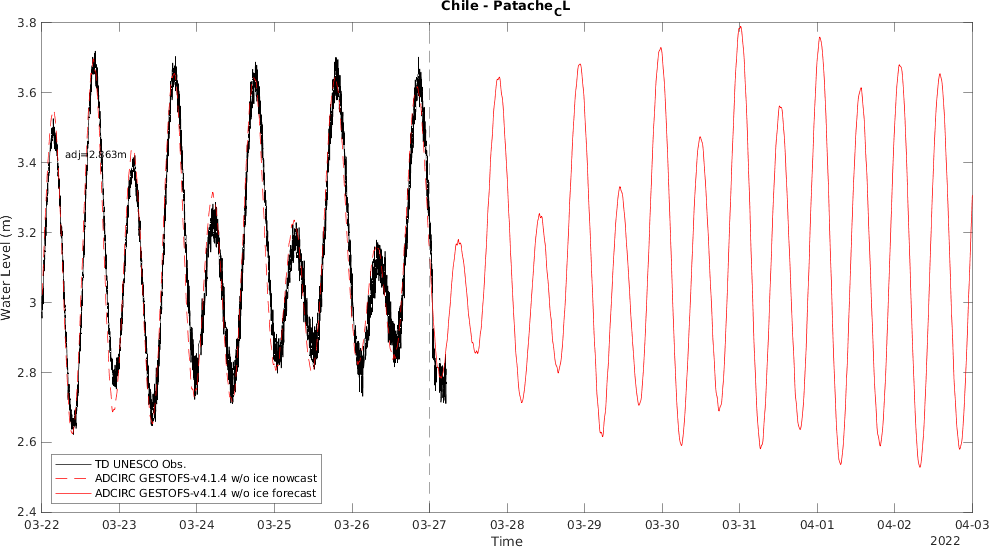 Chile - Patache_CL
3.8
3.6
3.4
3.2
3
2.8
2.6
2.4
Water Level (m)
adj=2.863m
TD UNESCO Obs.
ADCIRC GESTOFS-v4.1.4 w/o ice nowcast
ADCIRC GESTOFS-v4.1.4 w/o ice forecast
03-22 03-23 03-24 03-25 03-26 03-27 03-28 03-29 03-30 03-31 04-01 04-02 04-03
Time
2022